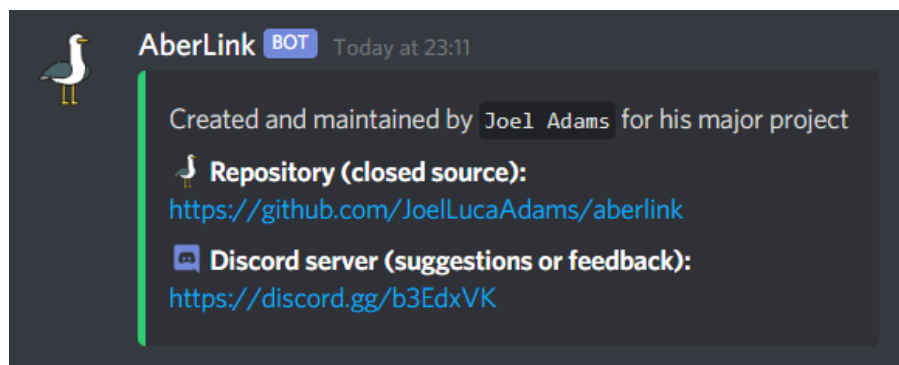 AberLink BOT Today at 23:11
Created and maintained by Joel Adams for his major project
Repository (closed source):
https://github.com/JoelLucaAdams/aberlink
Discord server (suggestions or feedback):
https://discord.gg/b3EdxVK